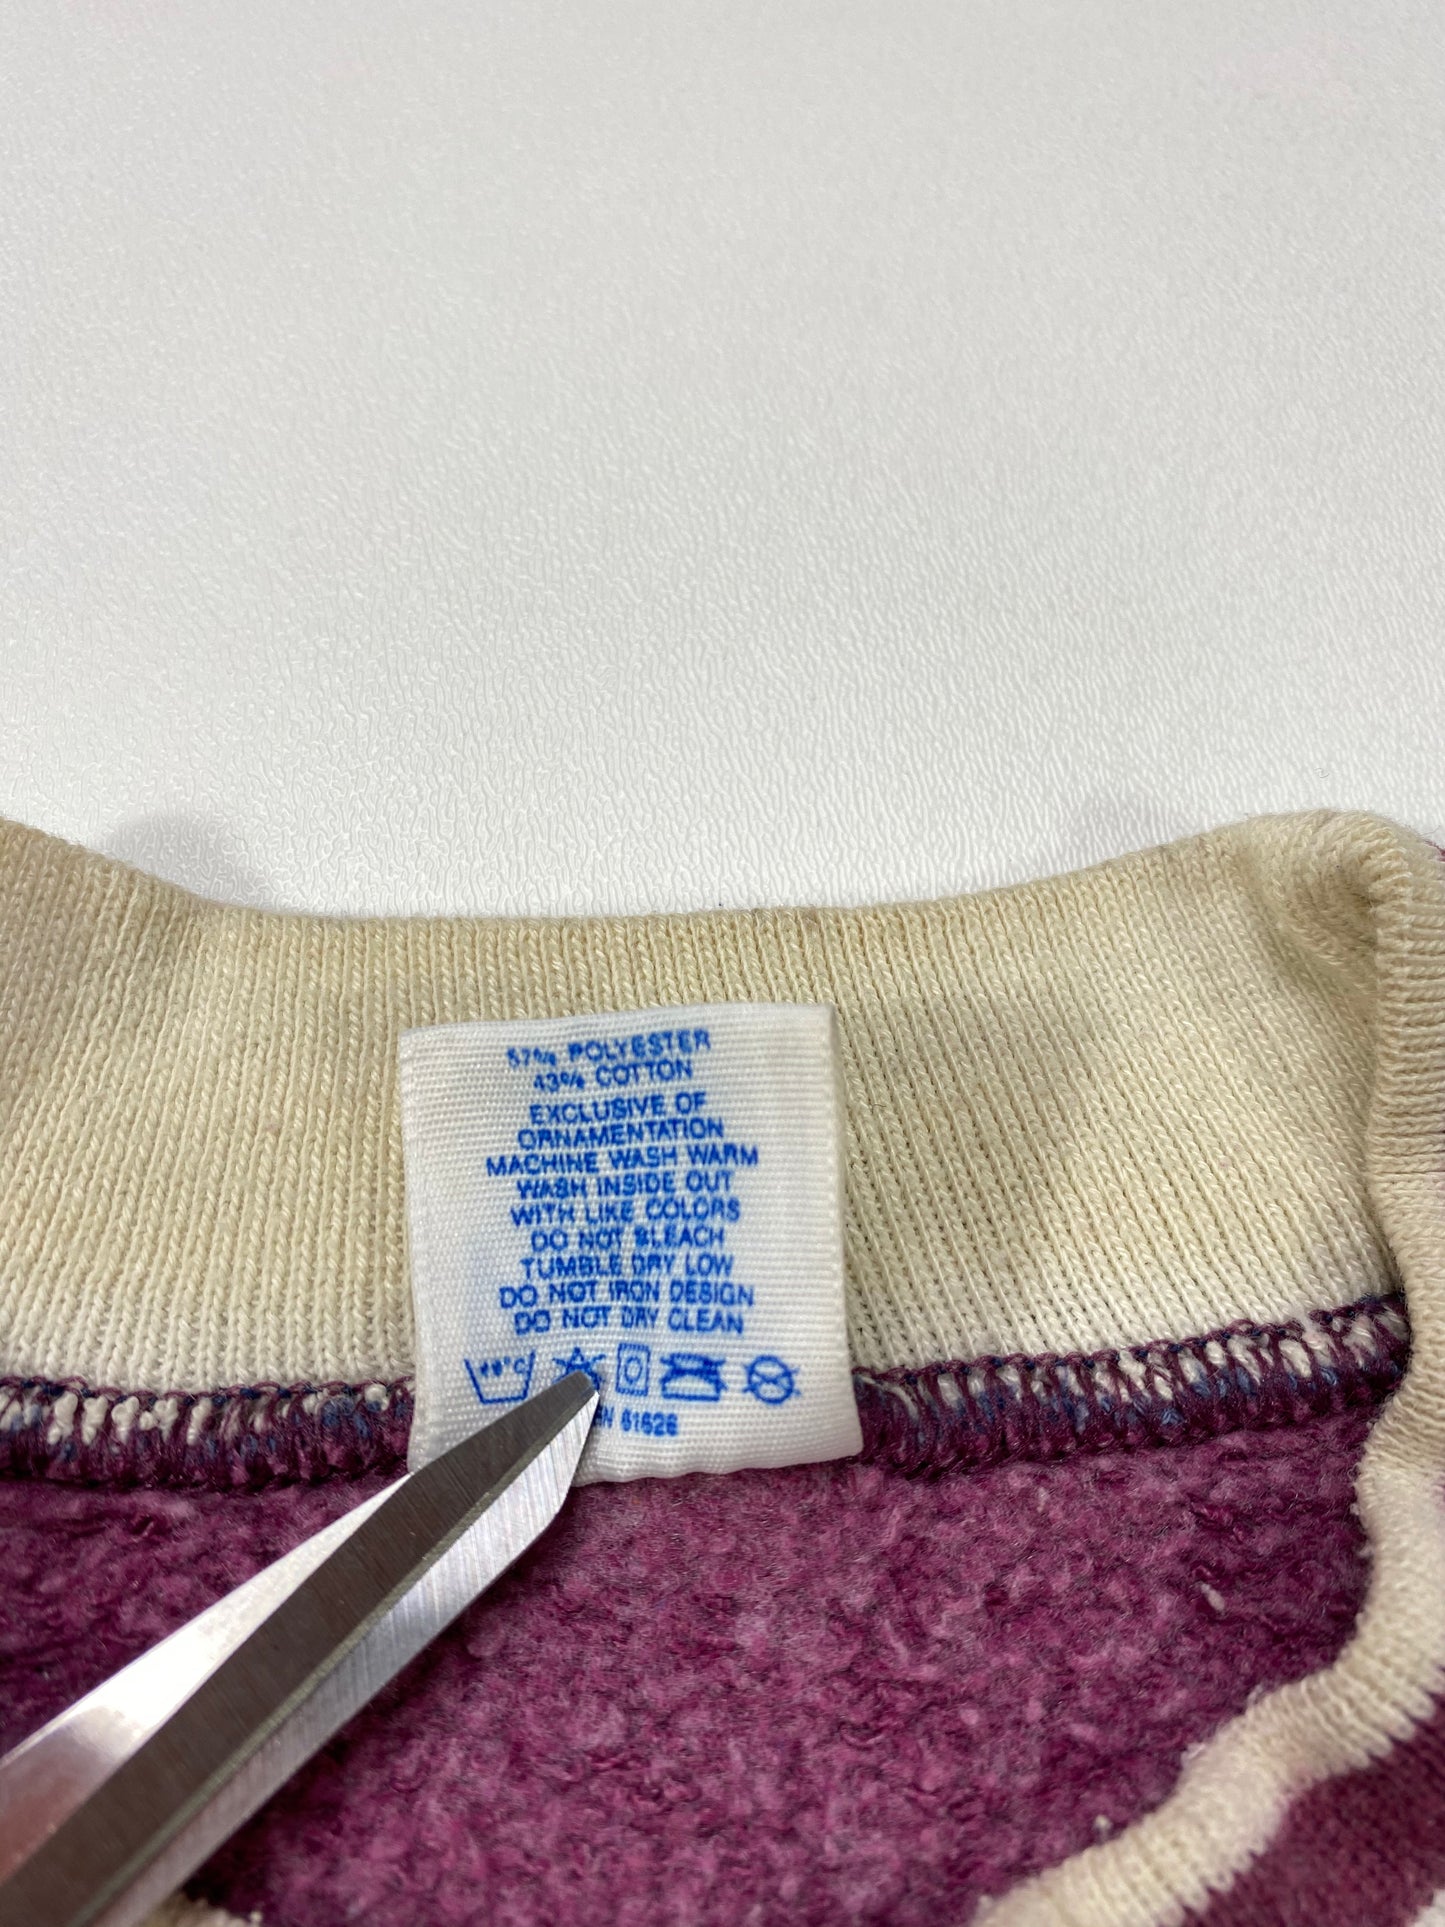 57% POLYESTER
43% COTTON
EXCLUSIVE OF
ORNAMENTATION
MACHINE WASH WARM
WASH INSIDE OUT
WITH LIKE COLORS
DO NOT BLEACH
TUMBLE DRY LOW
DO NOT IRON DESIGN
DO NOT DRY CLEAN
61628